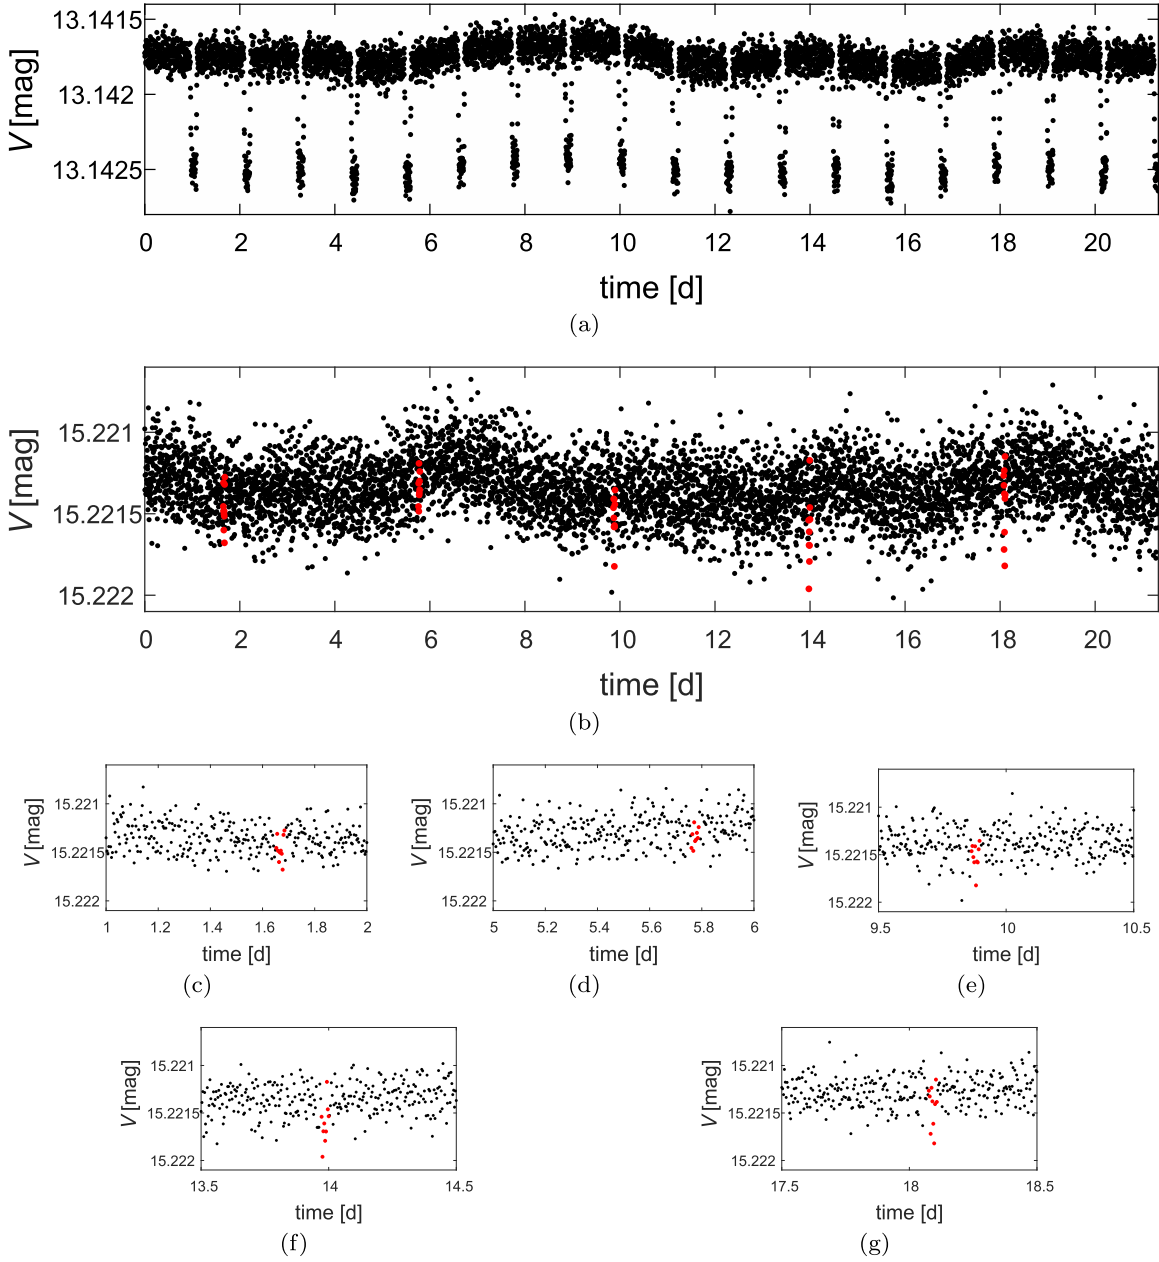 V [mag]
13.1415
13.142
13.1425
0 2 4 6 8 10 12 14 16 18 20
time [d]
(a)
V [mag]
15.221
15.2215
15.222
0 2 4 6 8 10 12 14 16 18 20
time [d]
(b)
V [mag]
15.221
15.2215
15.222
1 1.2 1.4 1.6 1.8 2
time [d]
(c)
V [mag]
15.221
15.2215
15.222
5 5.2 5.4 5.6 5.8 6
time [d]
(d)
V [mag]
15.221
15.2215
15.222
9.5 10 10.5
time [d]
(e)
V [mag]
15.221
15.2215
15.222
13.5 14 14.5
time [d]
(f)
V [mag]
15.221
15.2215
15.222
17.5 18 18.5
time [d]
(g)